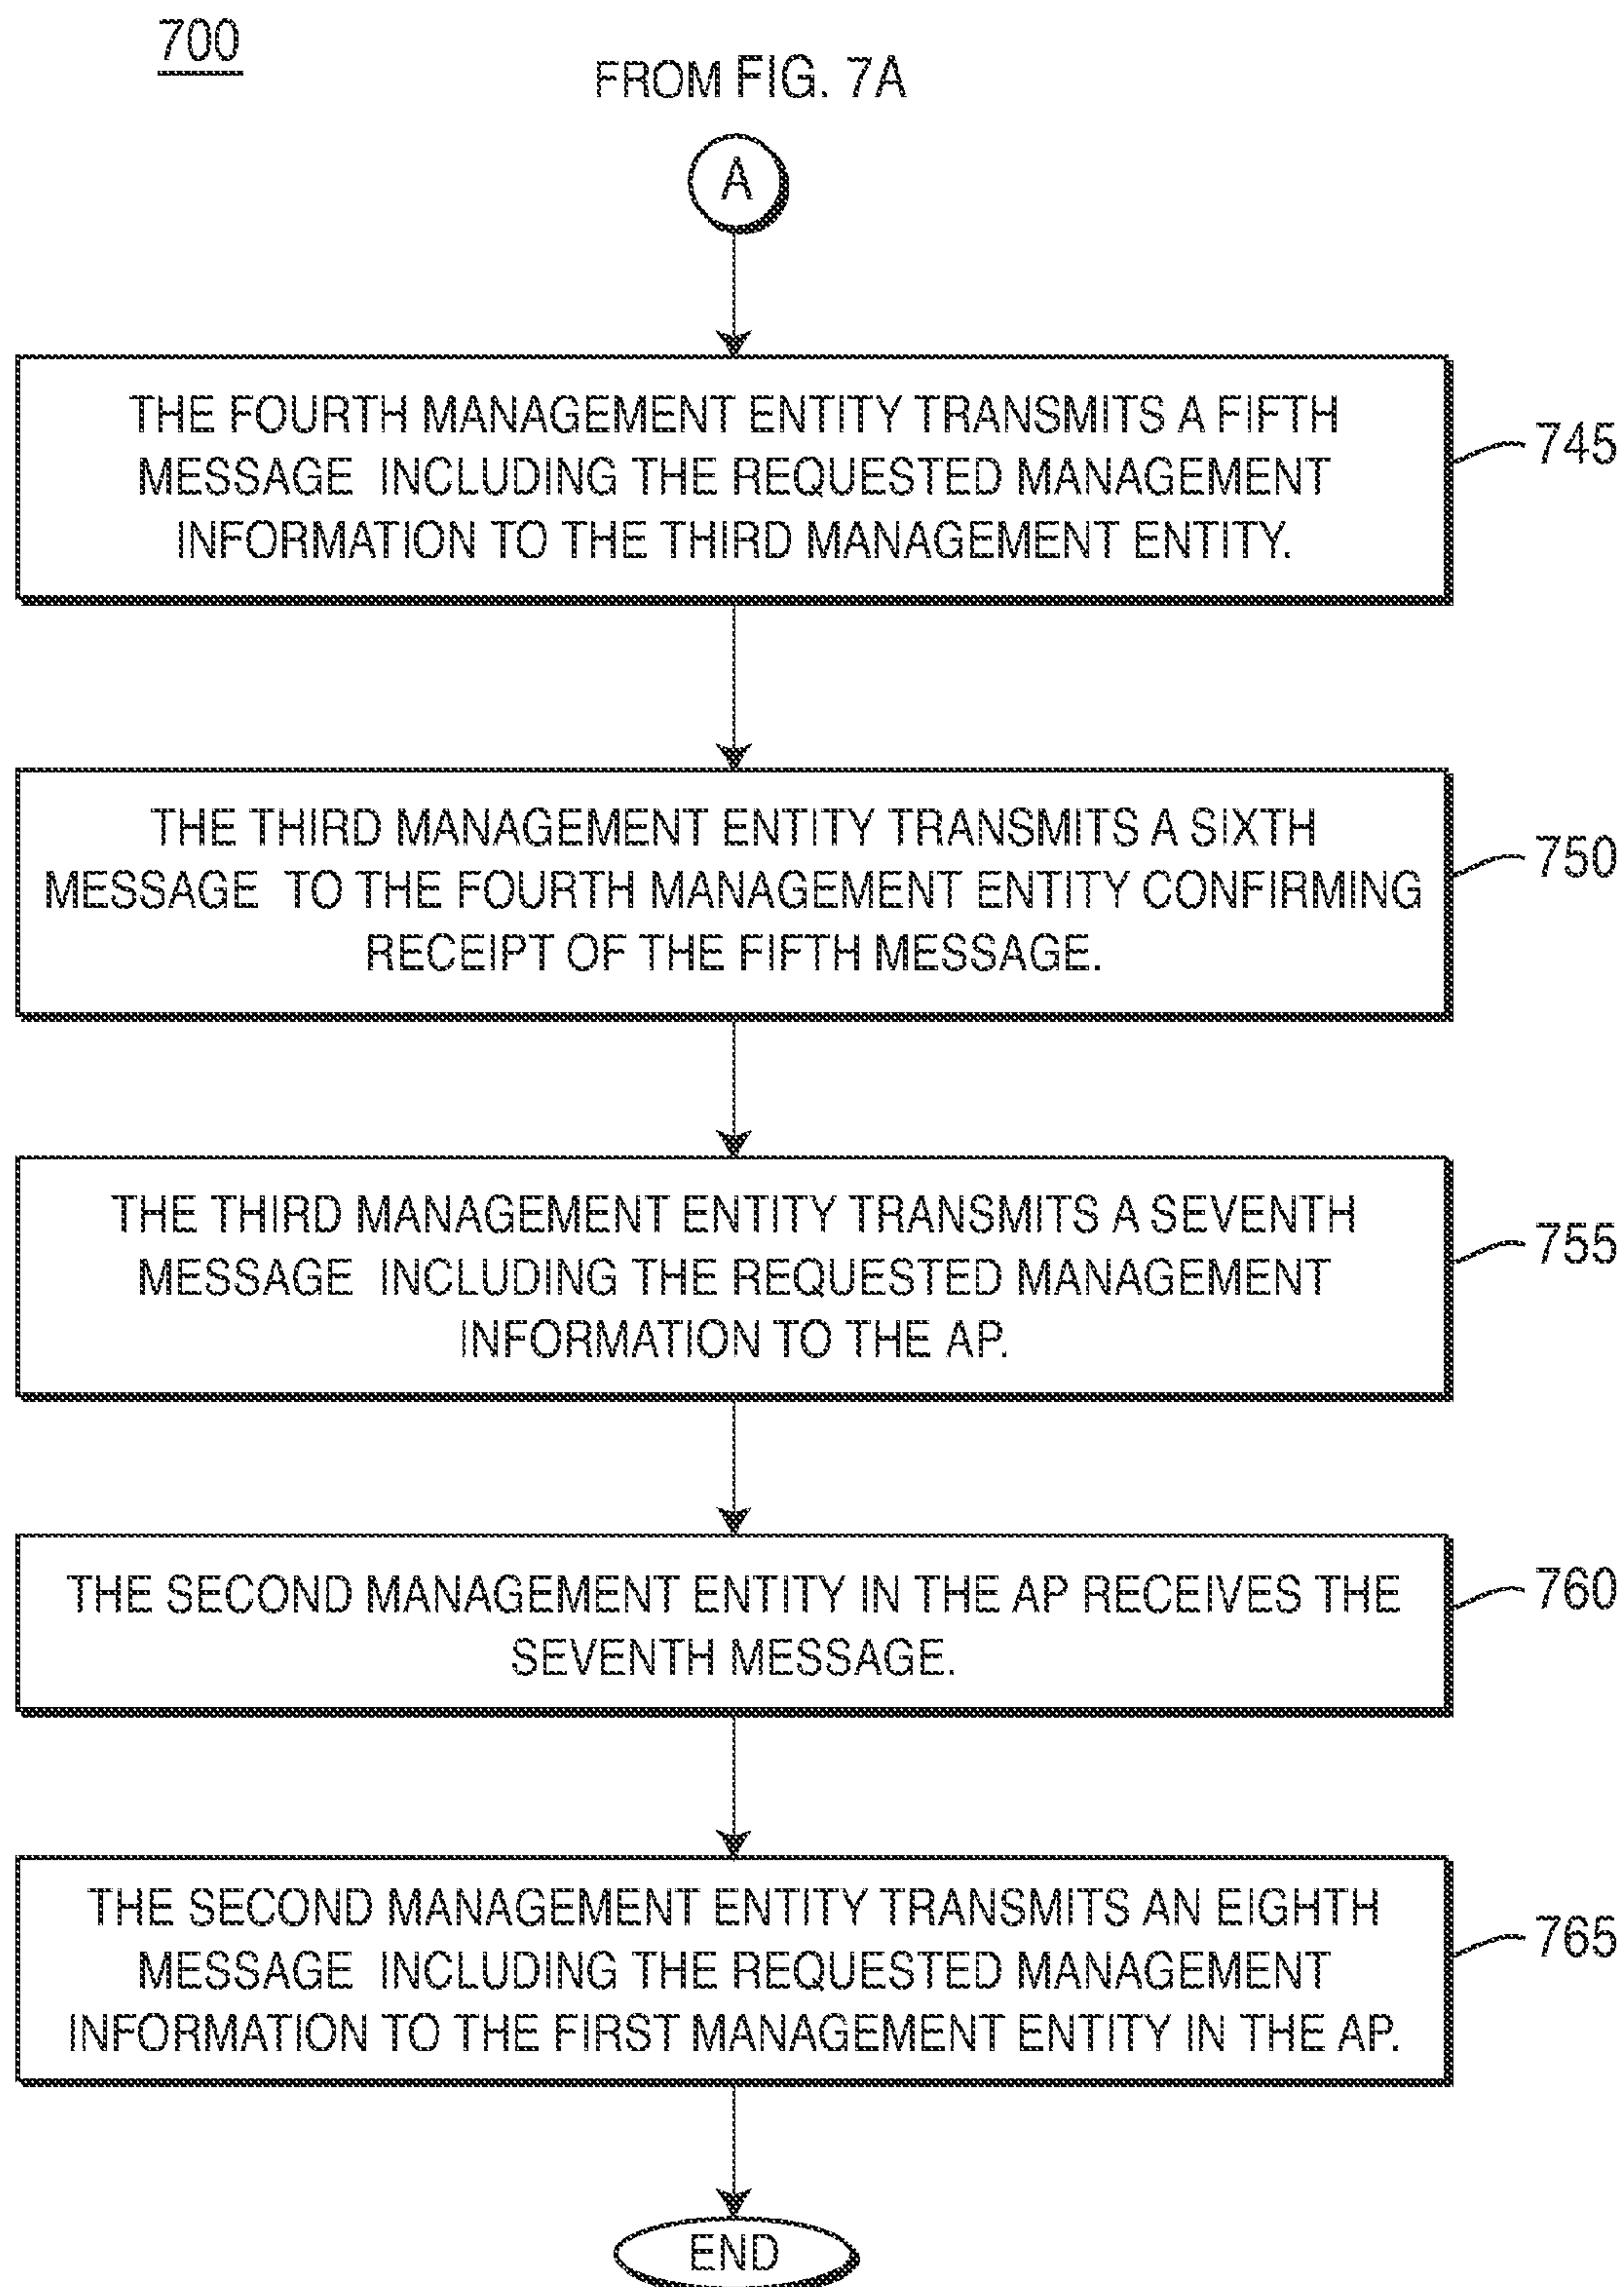 700
FROM FIG. 7A
A
THE FOURTH MANAGEMENT ENTITY TRANSMITS A FIFTH
MESSAGE INCLUDING THE REQUESTED MANAGEMENT
INFORMATION TO THE THIRD MANAGEMENT ENTITY.
745
THE THIRD MANAGEMENT ENTITY TRANSMITS A SIXTH
MESSAGE TO THE FOURTH MANAGEMENT ENTITY CONFIRMING
RECEIPT OF THE FIFTH MESSAGE.
750
THE THIRD MANAGEMENT ENTITY TRANSMITS A SEVENTH
MESSAGE INCLUDING THE REQUESTED MANAGEMENT
INFORMATION TO THE AP.
755
THE SECOND MANAGEMENT ENTITY IN THE AP RECEIVES THE
SEVENTH MESSAGE.
760
THE SECOND MANAGEMENT ENTITY TRANSMITS AN EIGHTH
MESSAGE INCLUDING THE REQUESTED MANAGEMENT
INFORMATION TO THE FIRST MANAGEMENT ENTITY IN THE AP.
765
END